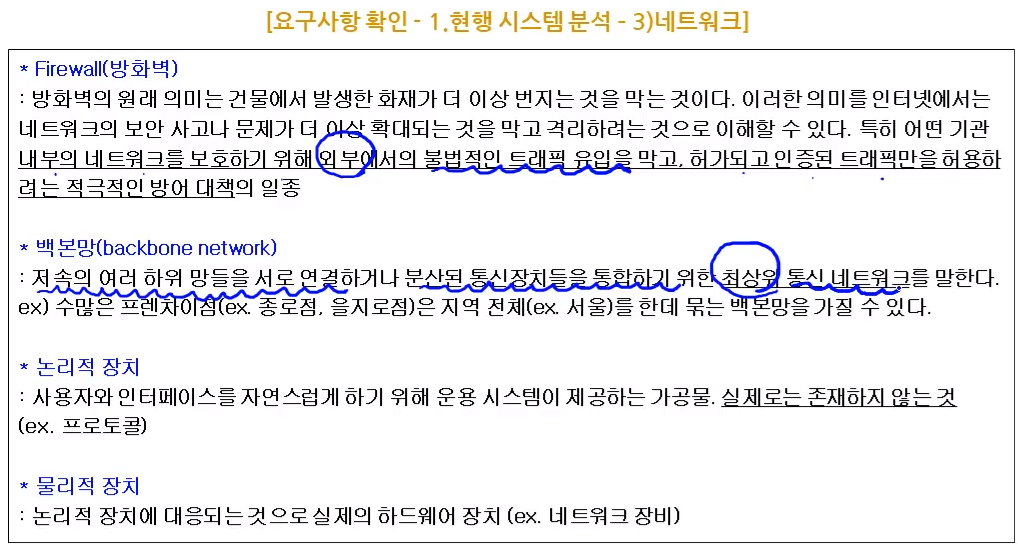 [요구사항 확인 - 1.현행 시스템 분석 - 3)네트워크]
* Firewall(방화벽)
: 방화벽의 원래 의미는 건물에서 발생한 화재가 더 이상 번지는 것을 막는 것이다. 이러한 의미를 인터넷에서는
네트워크의 보안 사고나 문제가 더 이상 확대되는 것을 막고 격리하려는 것으로 이해할 수 있다. 특히 어떤 기관
내부의 네트워크를 보호하기 위해 외부에서의 불법적인 트래픽 유입을 막고, 허가되고 인증된 트래픽만을 허용하
려는 적극적인 방어 대책의 일종
* 백본망(backbone network)
: 저속의 여러 하위 망들을 서로 연결하거나 분산된 통신장치들을 통합하기 위한 최상위 통신 네트워크를 말한다.
ex) 수많은 프렌차이점(ex. 종로점, 을지로점)은 지역 전체(ex. 서울)를 한데 묶는 백본망을 가질 수 있다.
* 논리적 장치
: 사용자와 인터페이스를 자연스럽게 하기 위해 운용 시스템이 제공하는 가공물. 실제로는 존재하지 않는 것
(ex. 프로토콜)
* 물리적 장치
: 논리적 장치에 대응되는 것으로 실제의 하드웨어 장치 (ex. 네트워크 장비)